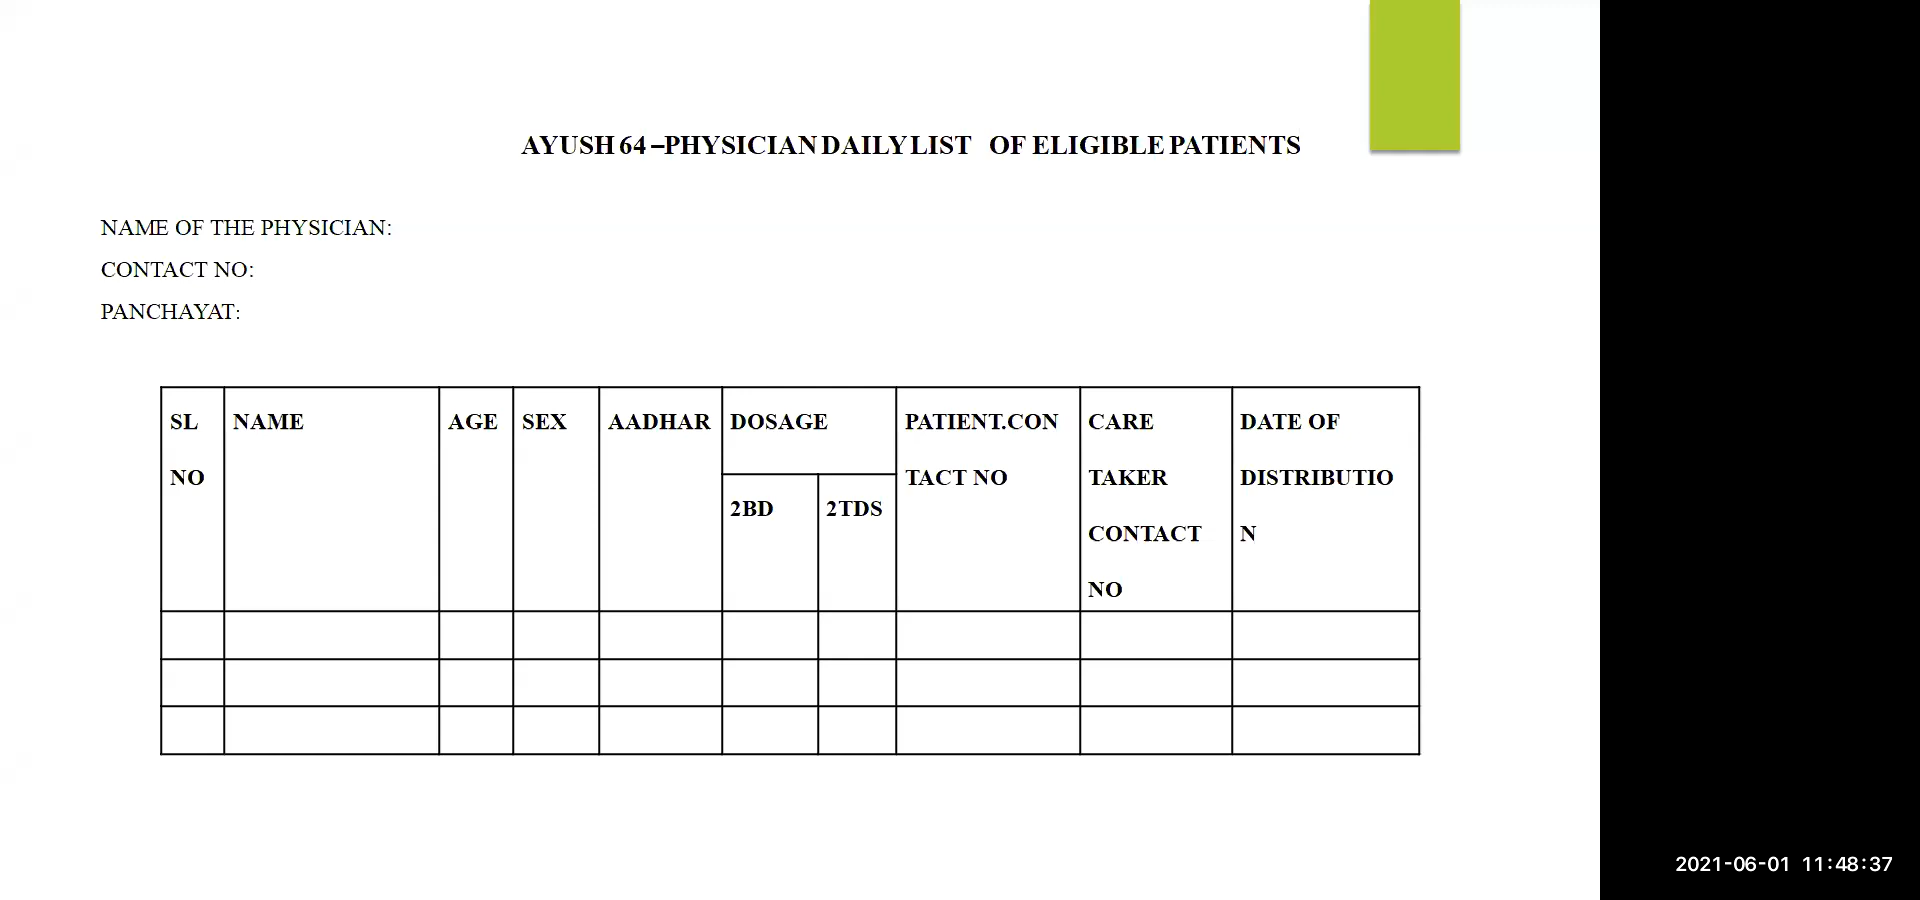 AYUSH 64 –PHYSICIAN DAILY LIST OF ELIGIBLE PATIENTS
NAME OF THE PHYSICIAN:
CONTACT NO:
PANCHAYAT:
SL
NO
NAME
AGE
SEX
AADHAR
DOSAGE
2BD
2TDS
PATIENT.CON
TACT NO
CARE
TAKER
CONTACT
NO
DATE OF
DISTRIBUTIO
N
2021-06-01 11:48:37